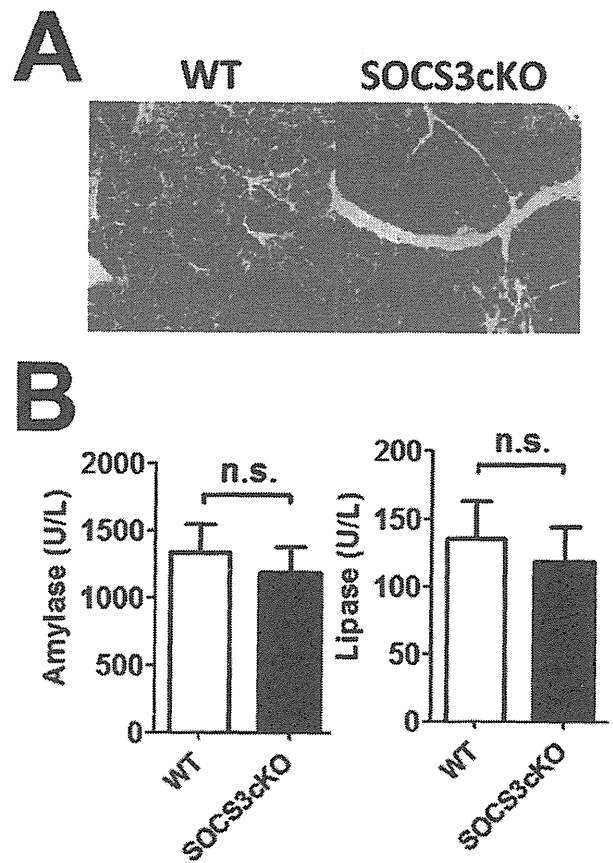 A
WT SOCS3cKO
B
Amylase (U/L)
2000
1500
1000
500
0
n.s.
WT
SOCS3cKO
Lipase (U/L)
200
150
100
50
0
n.s.
WT
SOCS3cKO